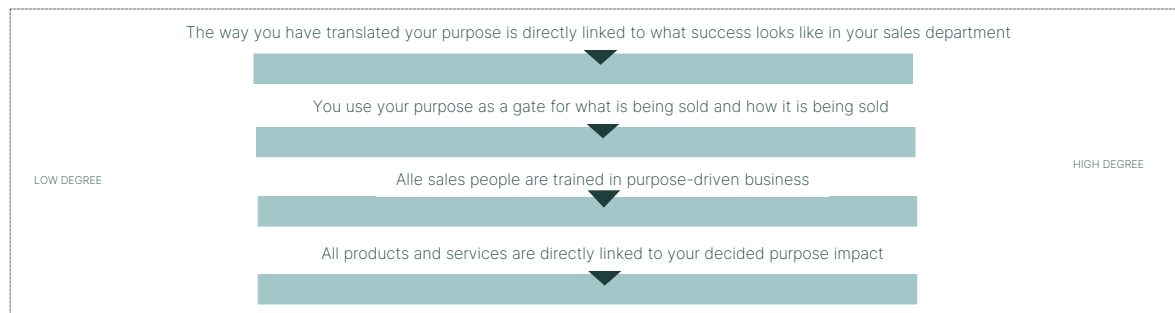 The way you have translated your purpose is directly linked to what success looks like in your sales department
You use your purpose as a gate for what is being sold and how it is being sold
HIGH DEGREE
LOW DEGREE
Alle sales people are trained in purpose-driven business
All products and services are directly linked to your decided purpose impact